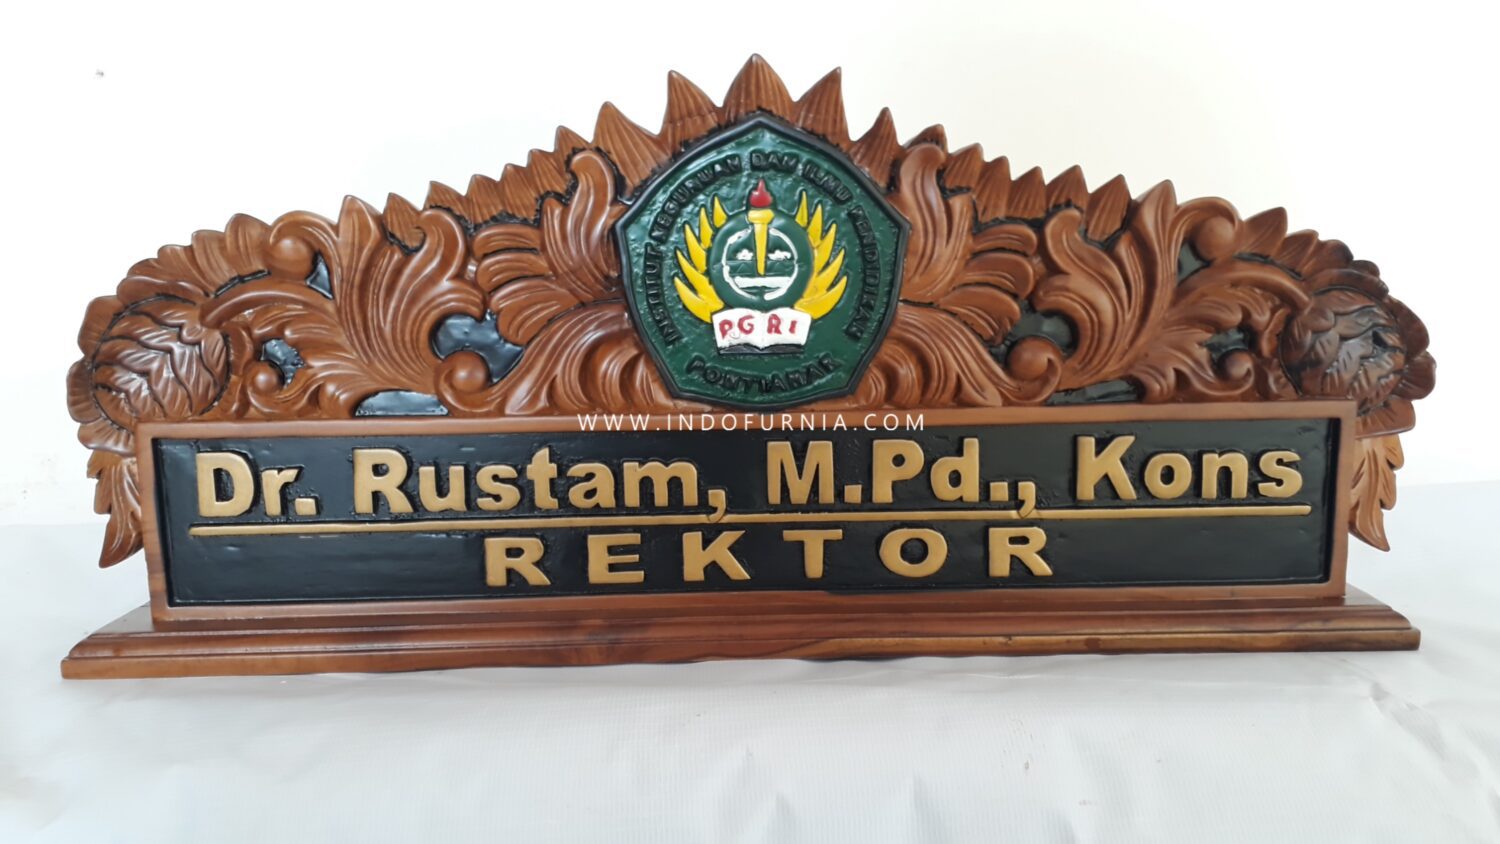 INSTITUT KEGURUAN DAN ILMU PENDIDIKAN
PGRI
PONTIANAK
WWW.INDOFURNIA.COM
Dr. Rustam, M.Pd., Kons
REKTOR